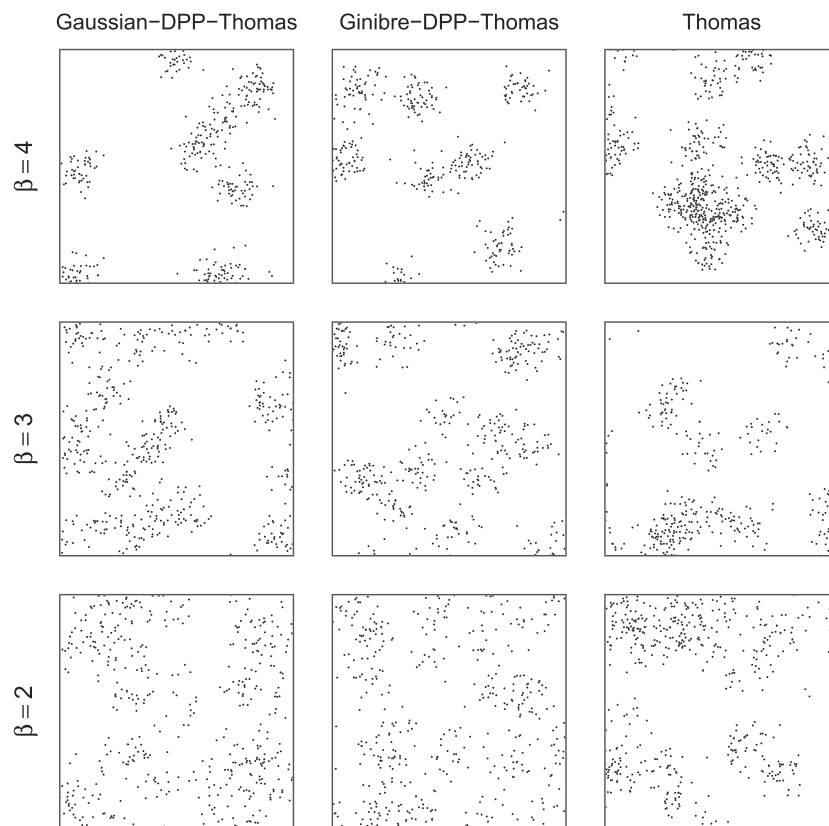 Gaussian−DPP−Thomas Ginibre−DPP−Thomas Thomas
β = 4
β = 3
β = 2